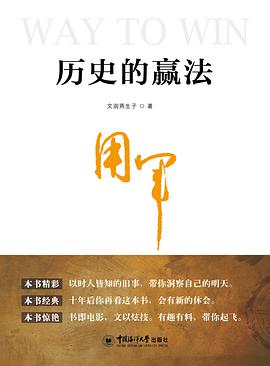 WAY TO WIN
历史的赢法
文润燕生子 著
用军
本书精彩 以时人皆知的旧事,带你洞察自己的明天。
本书经典 十年后你再看这本书,会有新的体会。
本书惊艳 书即电影,文以炫技。有趣有料,带你起飞。
中国海洋大学出版社